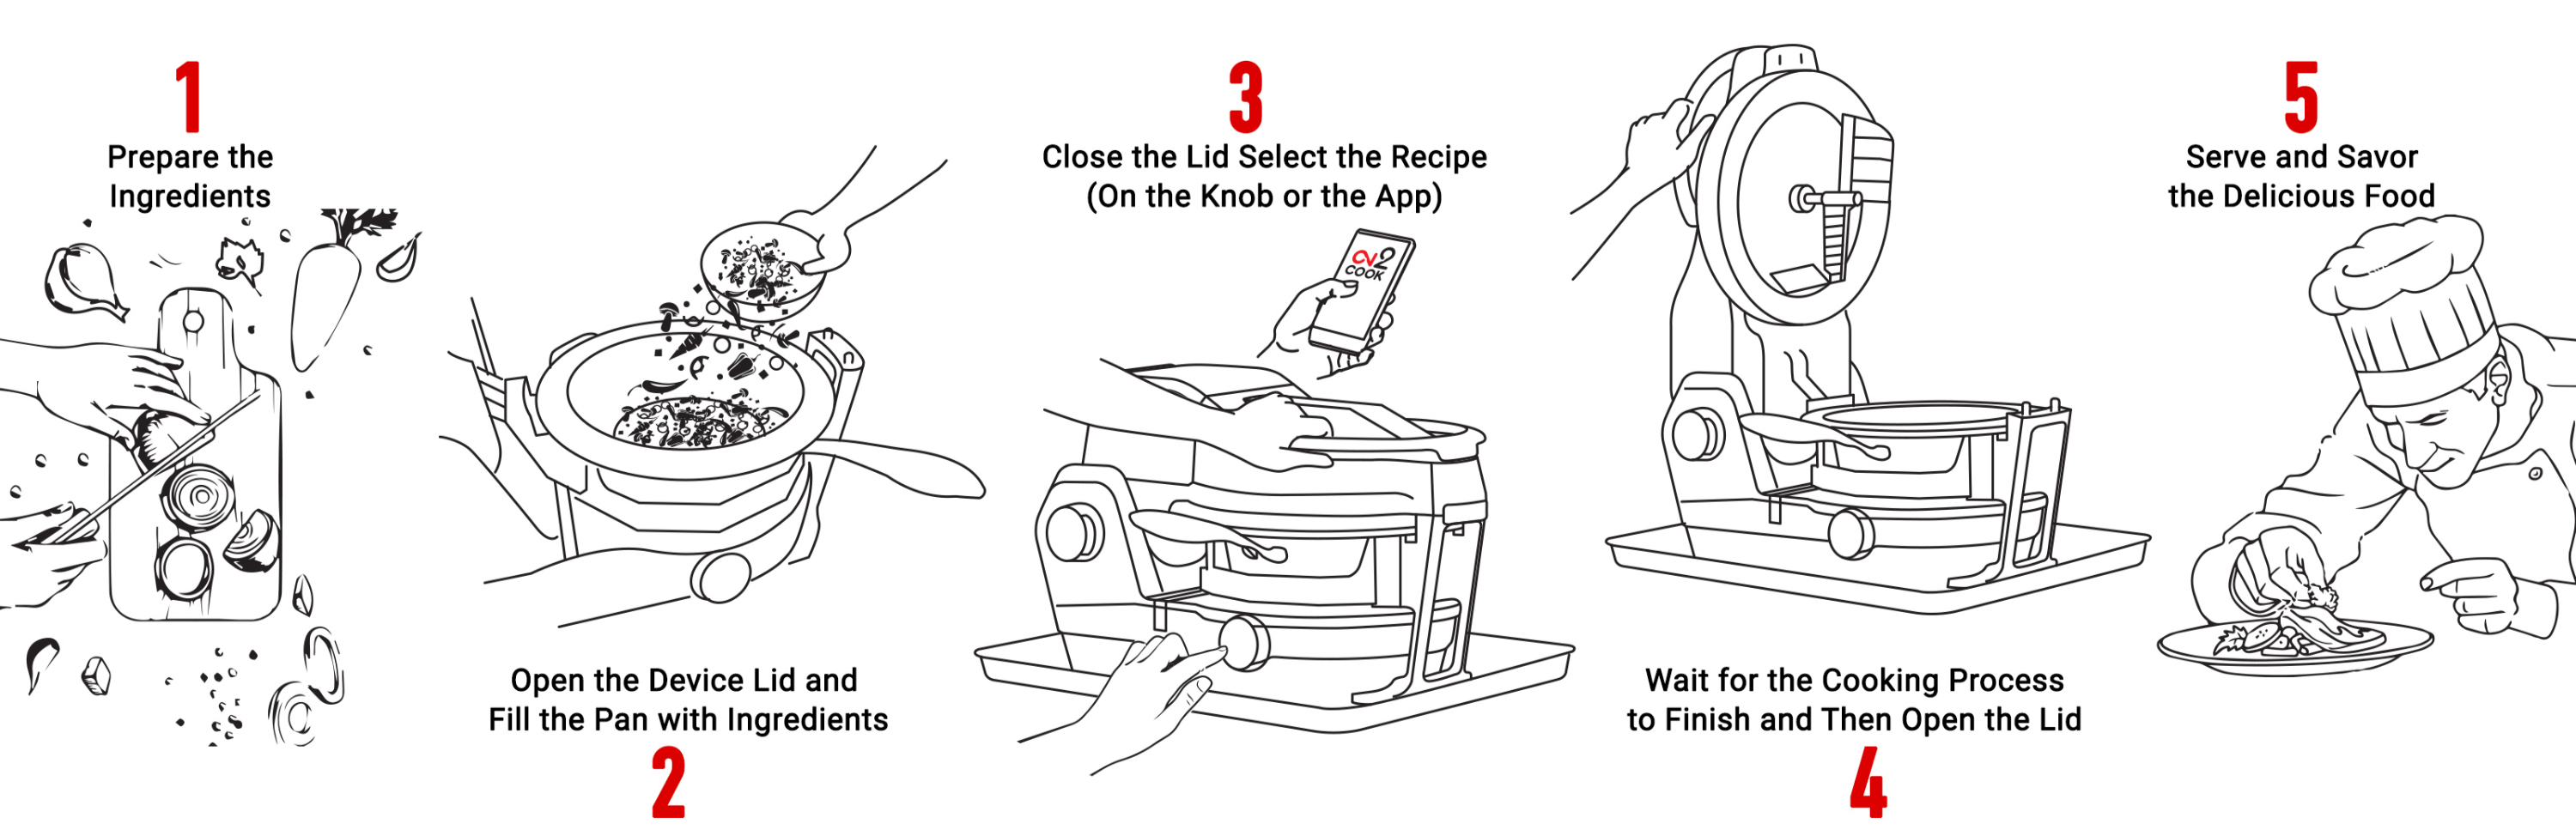 1
Prepare the
Ingredients
Open the Device Lid and
Fill the Pan with Ingredients
2
3
Close the Lid Select the Recipe
(On the Knob or the App)
COOK
Wait for the Cooking Process
to Finish and Then Open the Lid
4
5
Serve and Savor
the Delicious Food